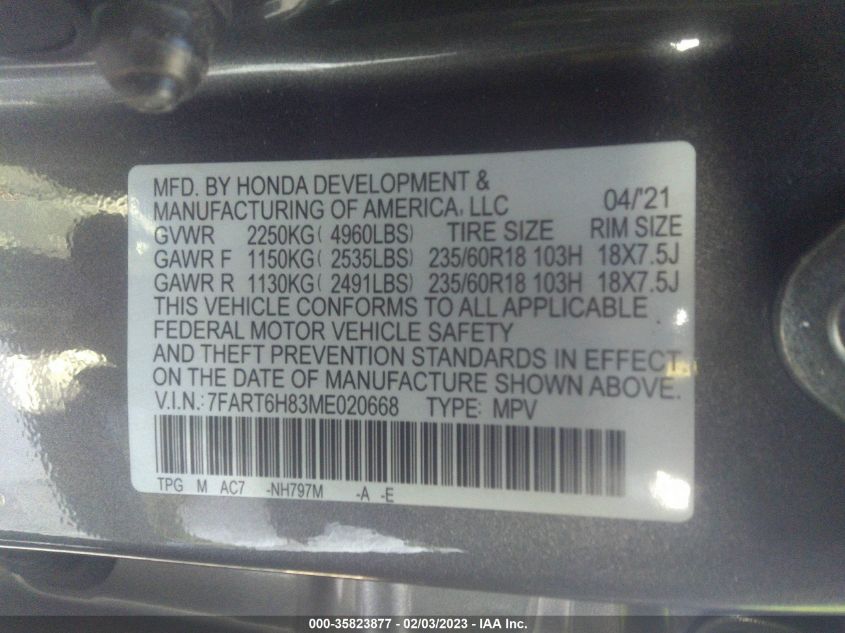 MFD. BY HONDA DEVELOPMENT &
MANUFACTURING OF AMERICA, LLC 04/'21
GVWR 2250KG( 4960LBS) TIRE SIZE RIM SIZE
GAWR F 1150KG( 2535LBS) 235/60R18 103H 18X7.5J
GAWR R 1130KG( 2491LBS) 235/60R18 103H 18X7.5J
THIS VEHICLE CONFORMS TO ALL APPLICABLE
FEDERAL MOTOR VEHICLE SAFETY
AND THEFT PREVENTION STANDARDS IN EFFECT
ON THE DATE OF MANUFACTURE SHOWN ABOVE.
V.I.N.:7FART6H83ME020668 TYPE: MPV
TPG M AC7 -NH797M -A -E
000-35823877 - 02/03/2023 - IAA Inc.